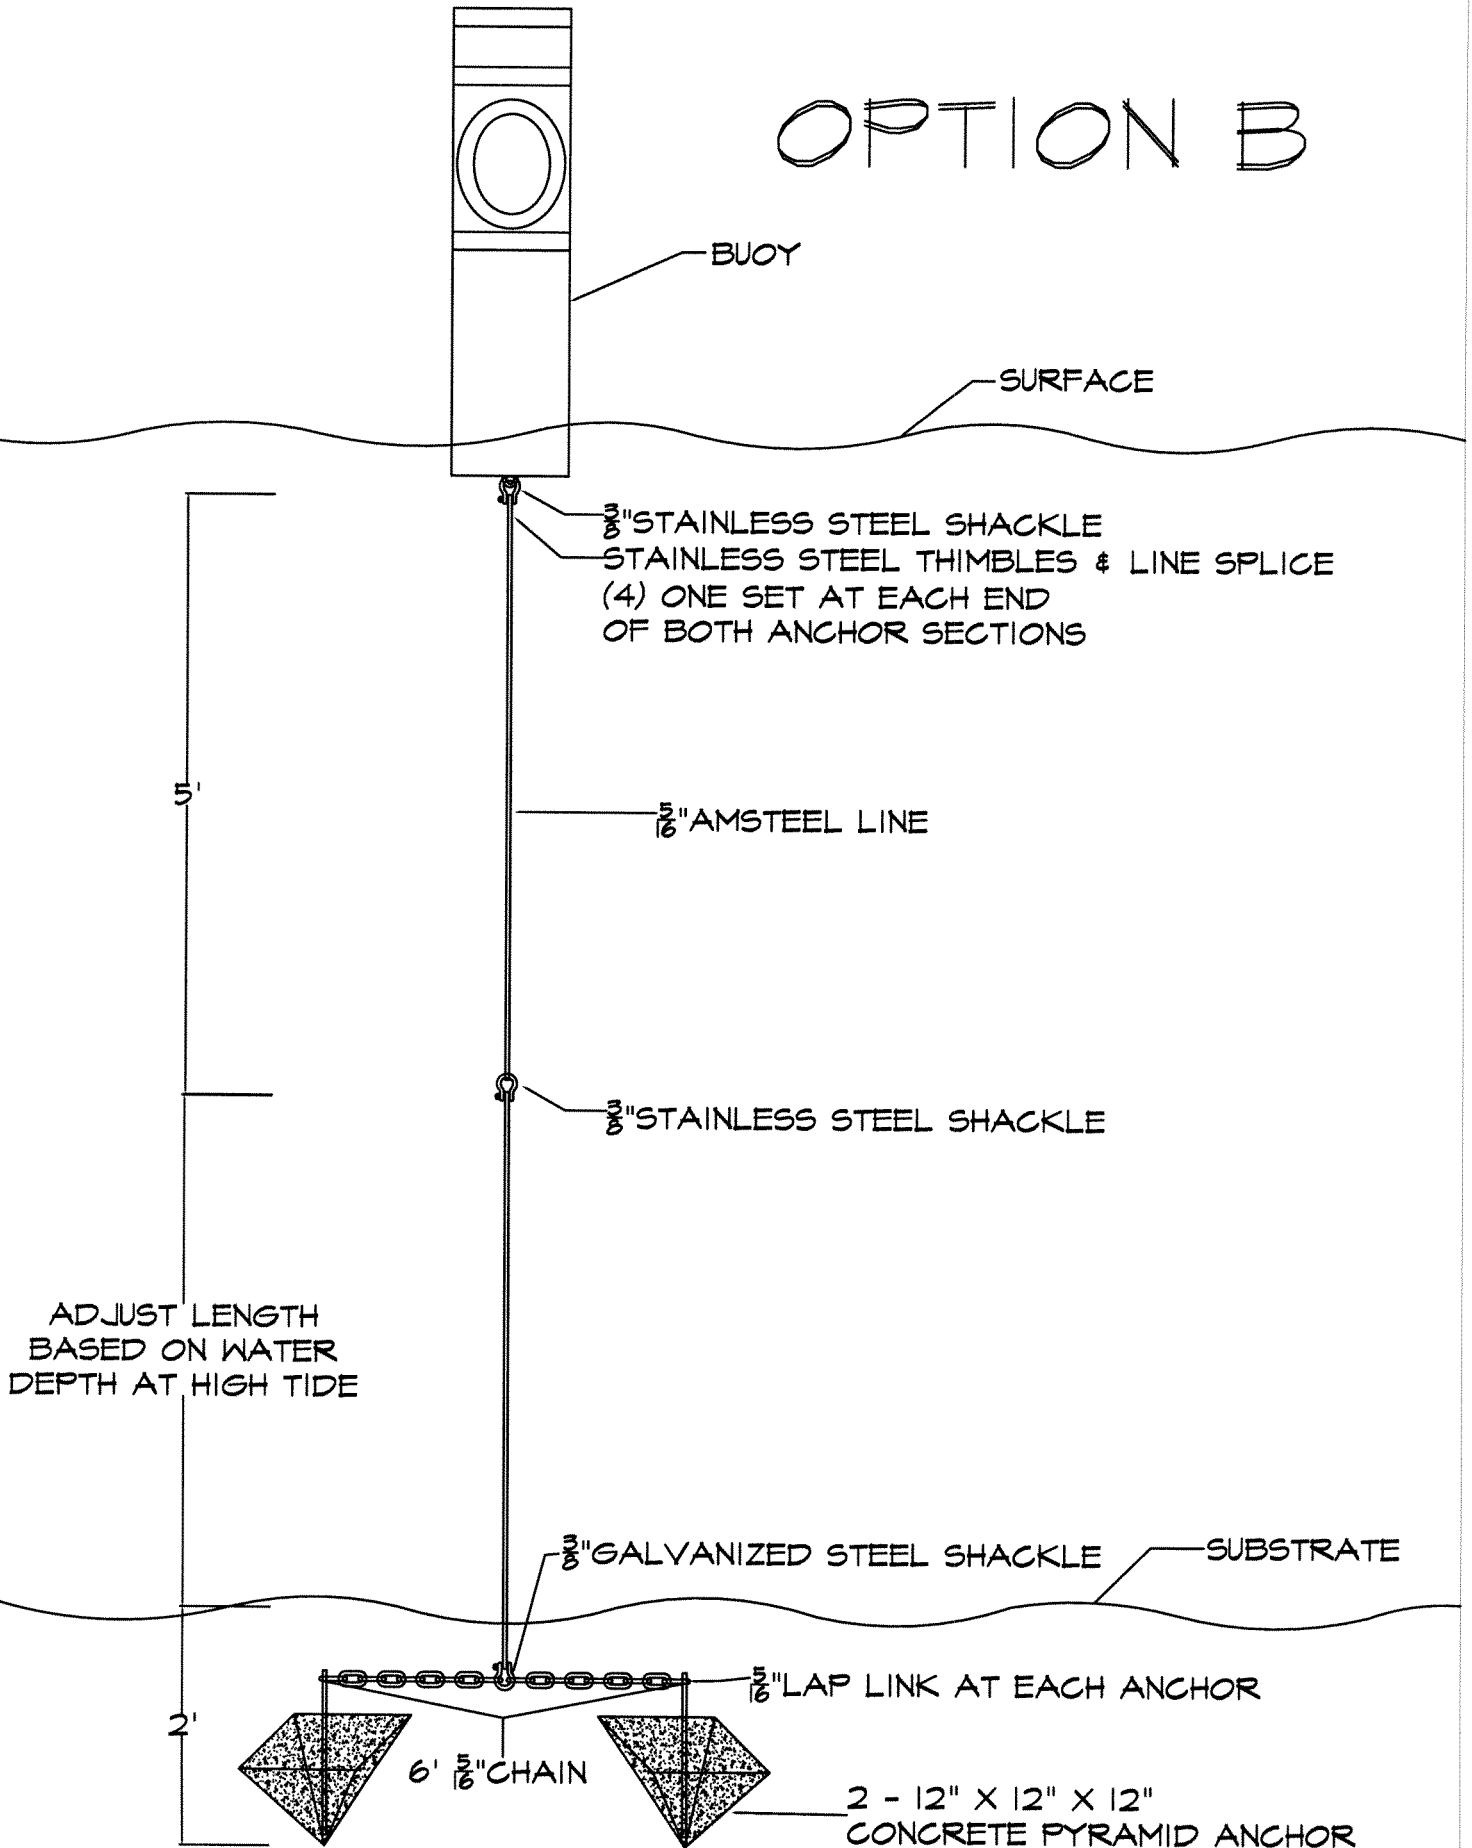 OPTION B
BUOY
SURFACE
3/8"STAINLESS STEEL SHACKLE
STAINLESS STEEL THIMBLES & LINE SPLICE
(4) ONE SET AT EACH END
OF BOTH ANCHOR SECTIONS
5'
5/16"AMSTEEL LINE
3/8"STAINLESS STEEL SHACKLE
ADJUST LENGTH
BASED ON WATER
DEPTH AT HIGH TIDE
3/8"GALVANIZED STEEL SHACKLE
SUBSTRATE
5/16"LAP LINK AT EACH ANCHOR
2'
6' 5/16"CHAIN
2 - 12" X 12" X 12"
CONCRETE PYRAMID ANCHOR